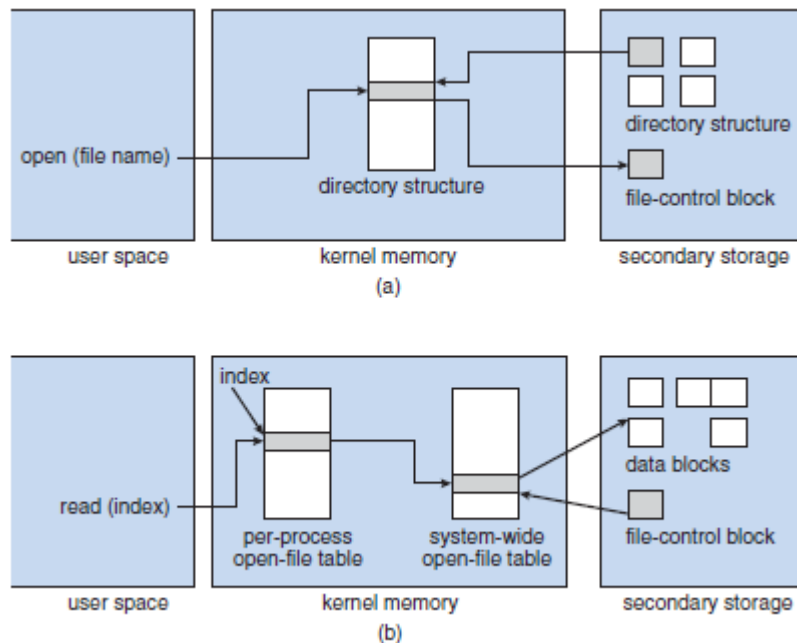 directory structure
open (file name)
directory structure
file-control block
user space
kernel memory
secondary storage
(a)
index
data blocks
read (index)
per-process
open-file table
system-wide
open-file table
file-control block
user space
kernel memory
secondary storage
(b)